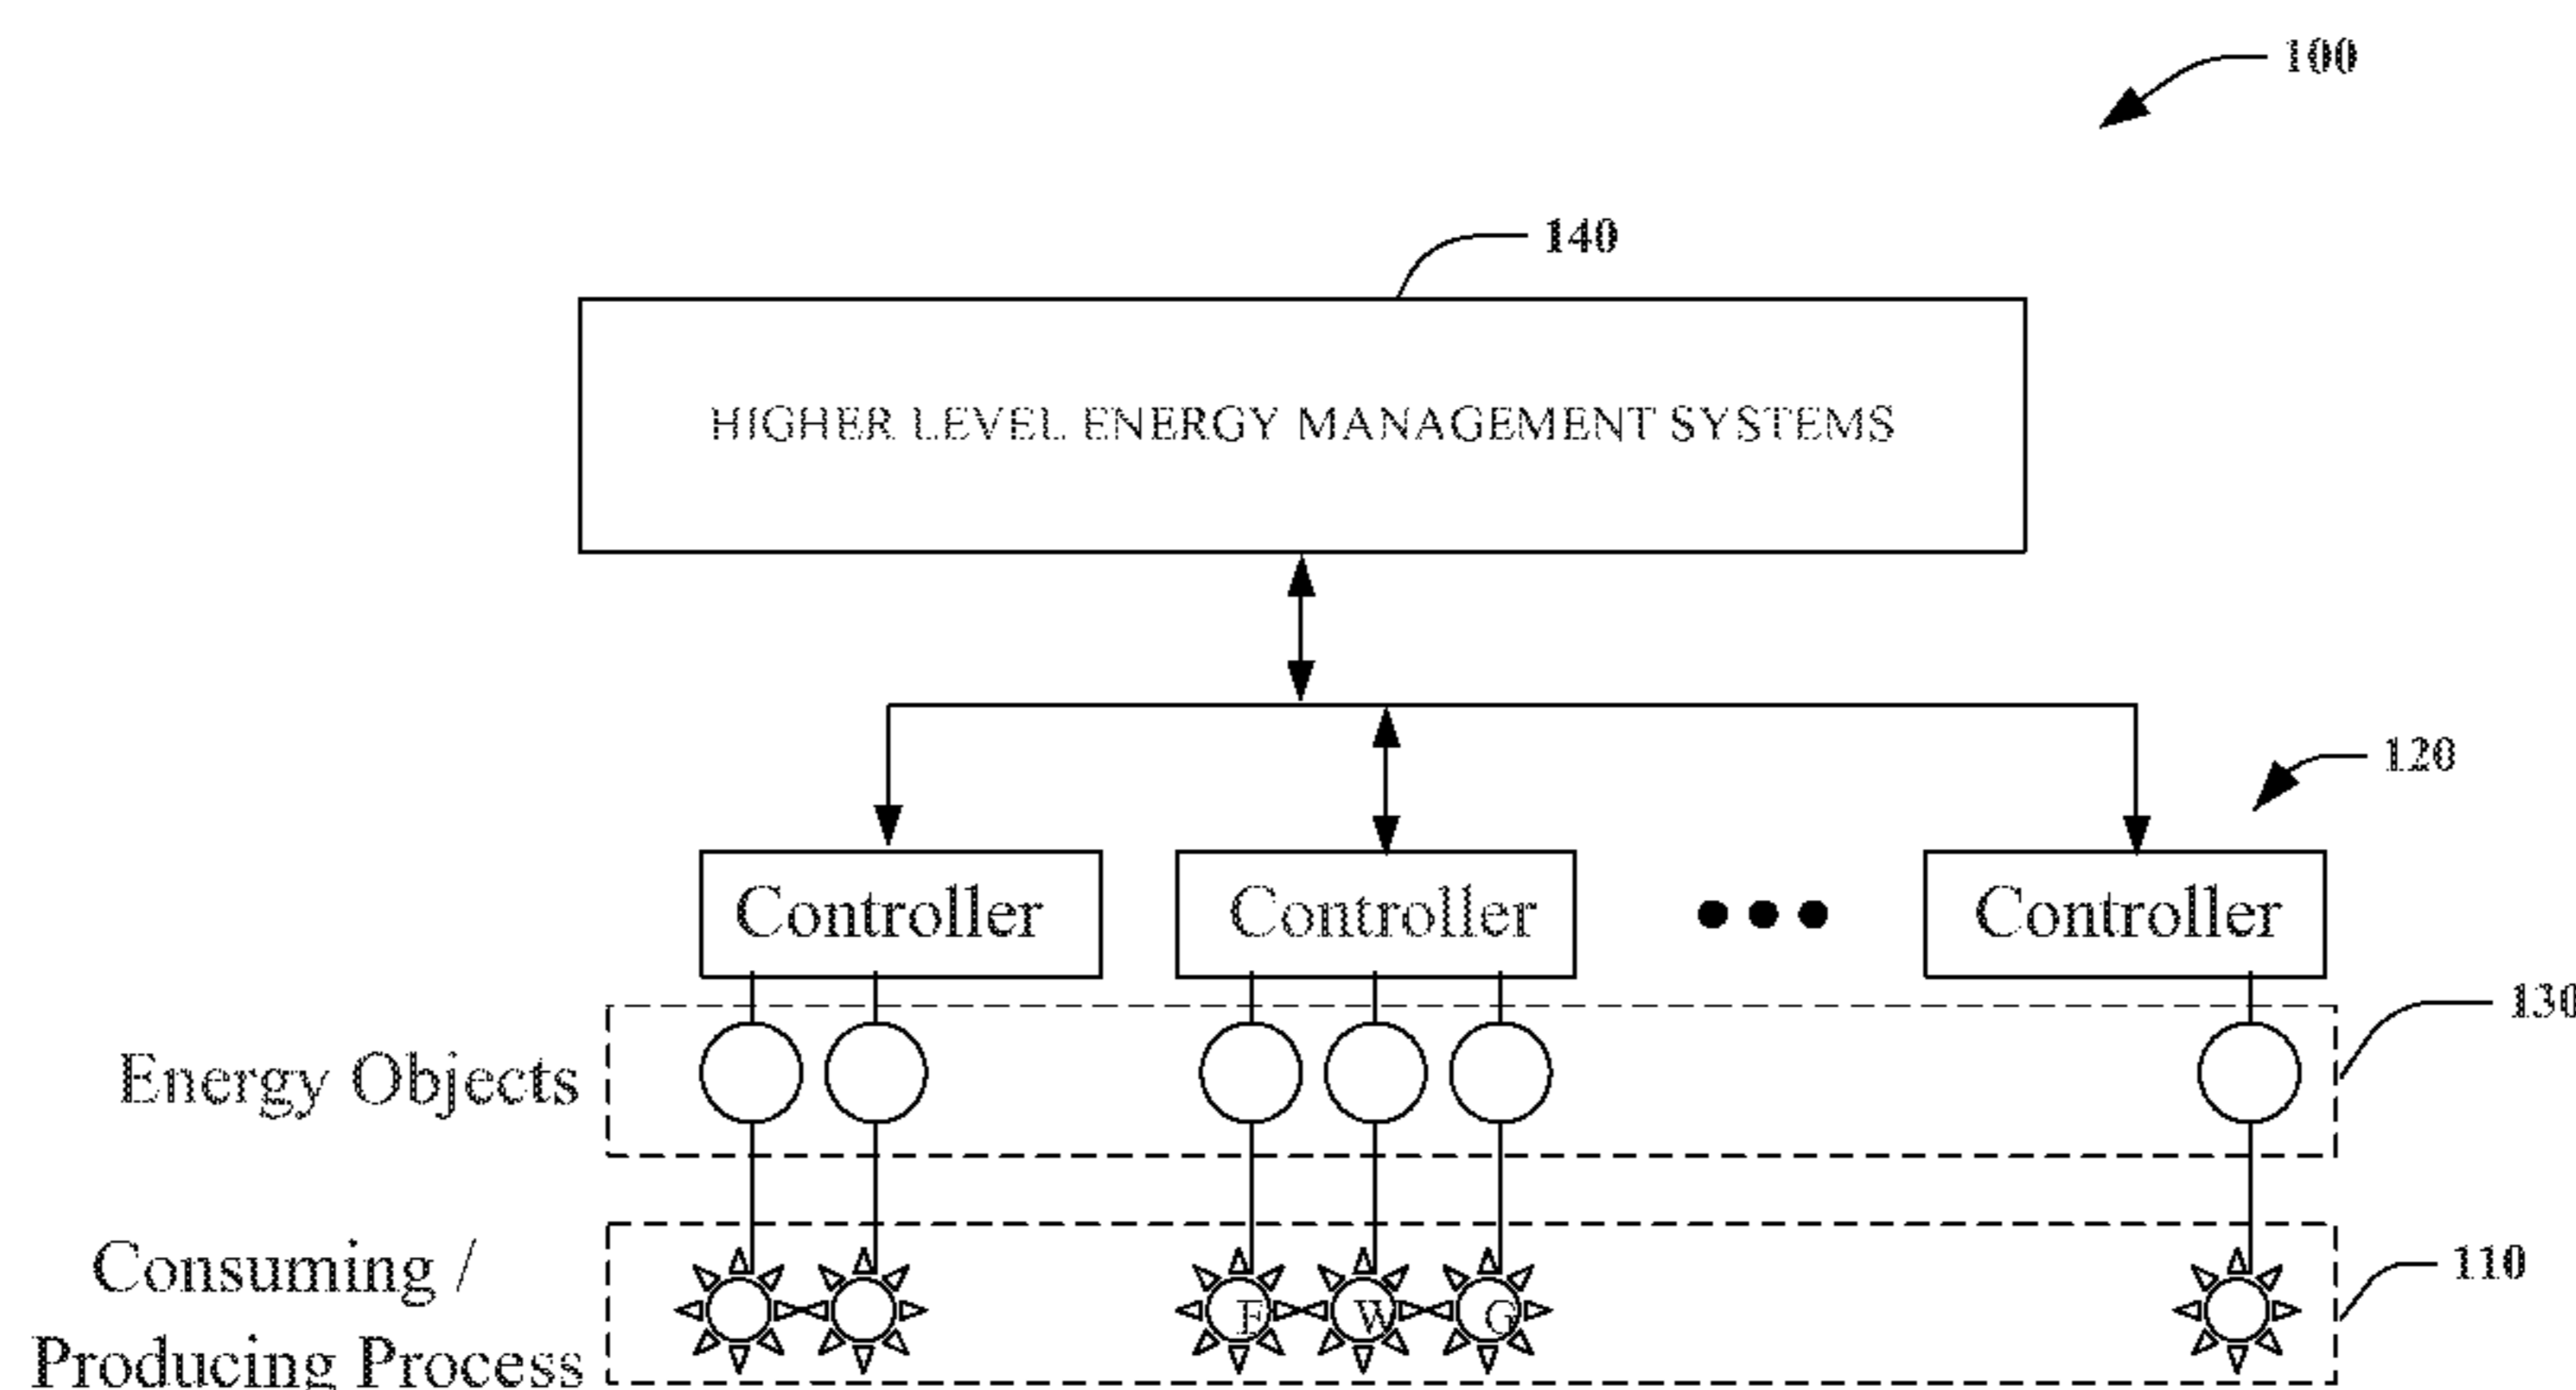 100
140
HIGHER LEVEL ENERGY MANAGEMENT SYSTEMS
120
Controller Controller Controller
130
Energy Objects
Consuming /
Producing Process
110
E W G